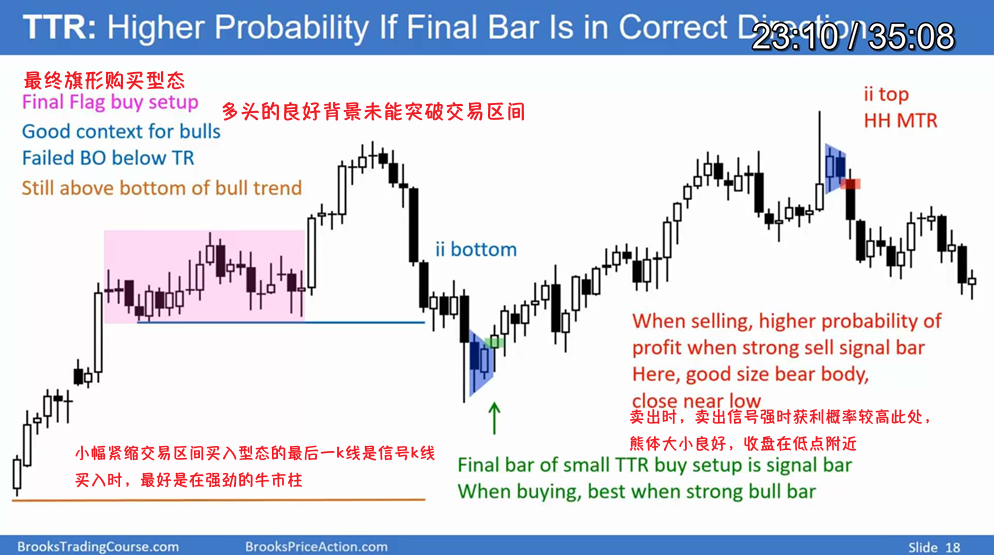 TTR: Higher Probability If Final Bar Is in Correct Direction
23:10 / 35:08
最终旗形购买型态
Final Flag buy setup
多头的良好背景未能突破交易区间
Good context for bulls
Failed BO below TR
Still above bottom of bull trend
ii top
HH MTR
ii bottom
When selling, higher probability of
profit when strong sell signal bar
Here, good size bear body,
close near low
卖出时，卖出信号强时获利概率较高此处，
熊体大小良好，收盘在低点附近
小幅紧缩交易区间买入型态的最后一k线是信号k线
买入时，最好是在强劲的牛市柱
Final bar of small TTR buy setup is signal bar
When buying, best when strong bull bar
BrooksTradingCourse.com
BrooksPriceAction.com
Slide 18